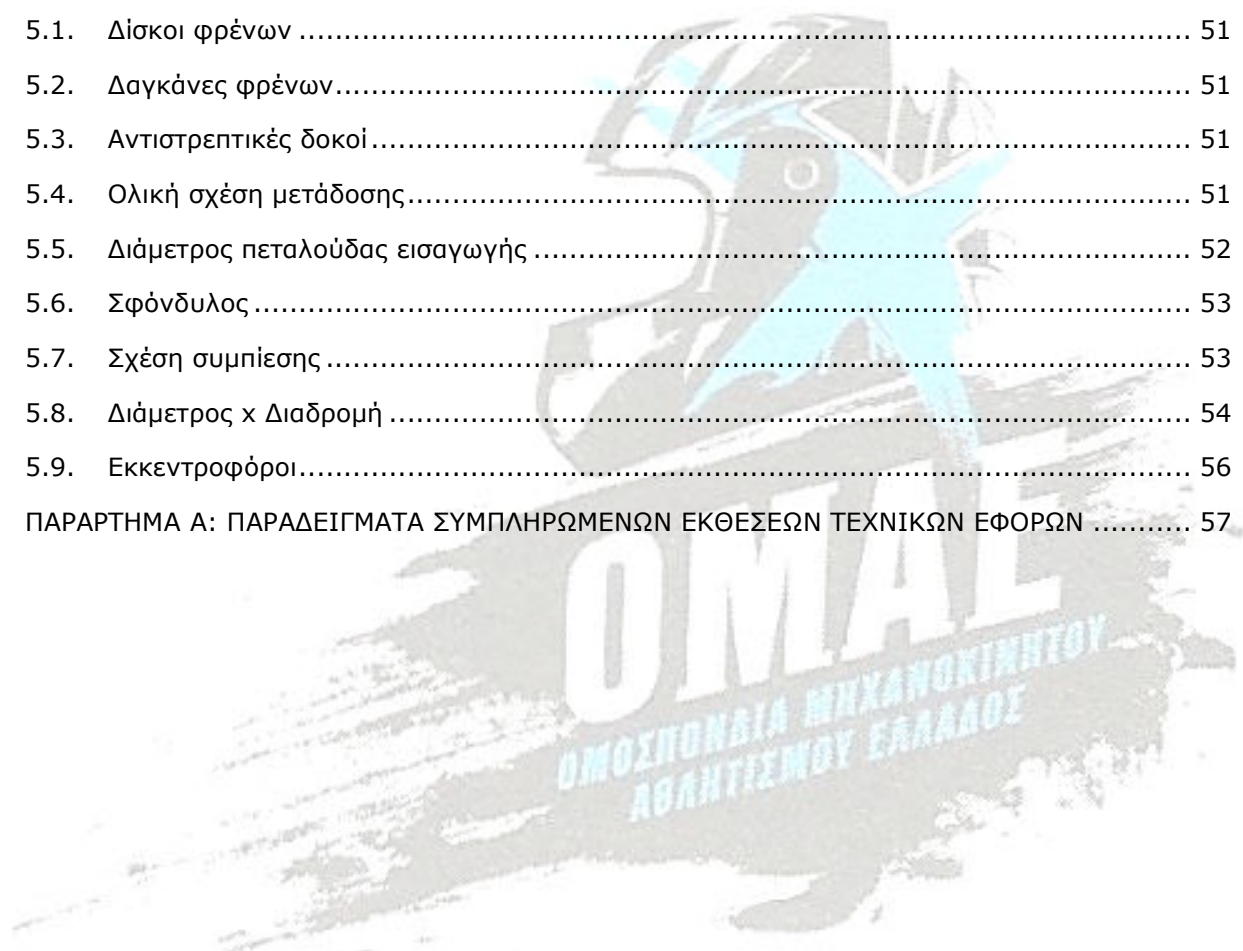 5.1. Δίσκοι φρένων ........................................................................ 51
5.2. Δαγκάνες φρένων ........................................................................ 51
5.3. Αντιστρεπτικές δοκοί ........................................................................ 51
5.4. Ολική σχέση μετάδοσης ........................................................................ 51
5.5. Διάμετρος πεταλούδας εισαγωγής ........................................................................ 52
5.6. Σφόνδυλος ........................................................................ 53
5.7. Σχέση συμπίεσης ........................................................................ 53
5.8. Διάμετρος x Διαδρομή ........................................................................ 54
5.9. Εκκεντροφόροι ........................................................................ 56
ΠΑΡΑΡΤΗΜΑ Α: ΠΑΡΑΔΕΙΓΜΑΤΑ ΣΥΜΠΛΗΡΩΜΕΝΩΝ ΕΚΘΕΣΕΩΝ ΤΕΧΝΙΚΩΝ ΕΦΟΡΩΝ ........... 57
ΟΜΑΕ
ΟΜΟΣΠΟΝΔΙΑ ΜΗΧΑΝΟΚΙΝΗΤΟΥ
ΑΘΛΗΤΙΣΜΟΥ ΕΛΛΑΔΟΣ